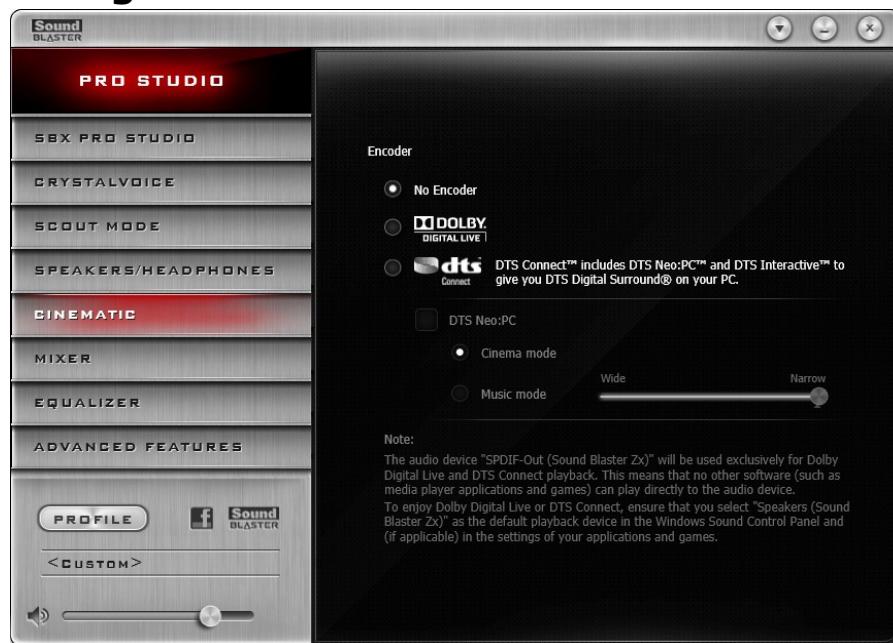 Sound
BLASTER
PRO STUDIO
SBX PRO STUDIO
CRYSTALVOICE
SCOUT MODE
SPEAKERS/HEADPHONES
CINEMATIC
MIXER
EQUALIZER
ADVANCED FEATURES
PROFILE
f
Sound
BLASTER
<CUSTOM>
Encoder
No Encoder
DOLBY.
DIGITAL LIVE
dts
Connect
DTS Connect™ includes DTS Neo:PC™ and DTS Interactive™ to
give you DTS Digital Surround® on your PC.
DTS Neo:PC
Cinema mode
Music mode
Wide
Narrow
Note:
The audio device "SPDIF-Out (Sound Blaster Zx)" will be used exclusively for Dolby
Digital Live and DTS Connect playback. This means that no other software (such as
media player applications and games) can play directly to the audio device.
To enjoy Dolby Digital Live or DTS Connect, ensure that you select "Speakers (Sound
Blaster Zx)" as the default playback device in the Windows Sound Control Panel and
(if applicable) in the settings of your applications and games.